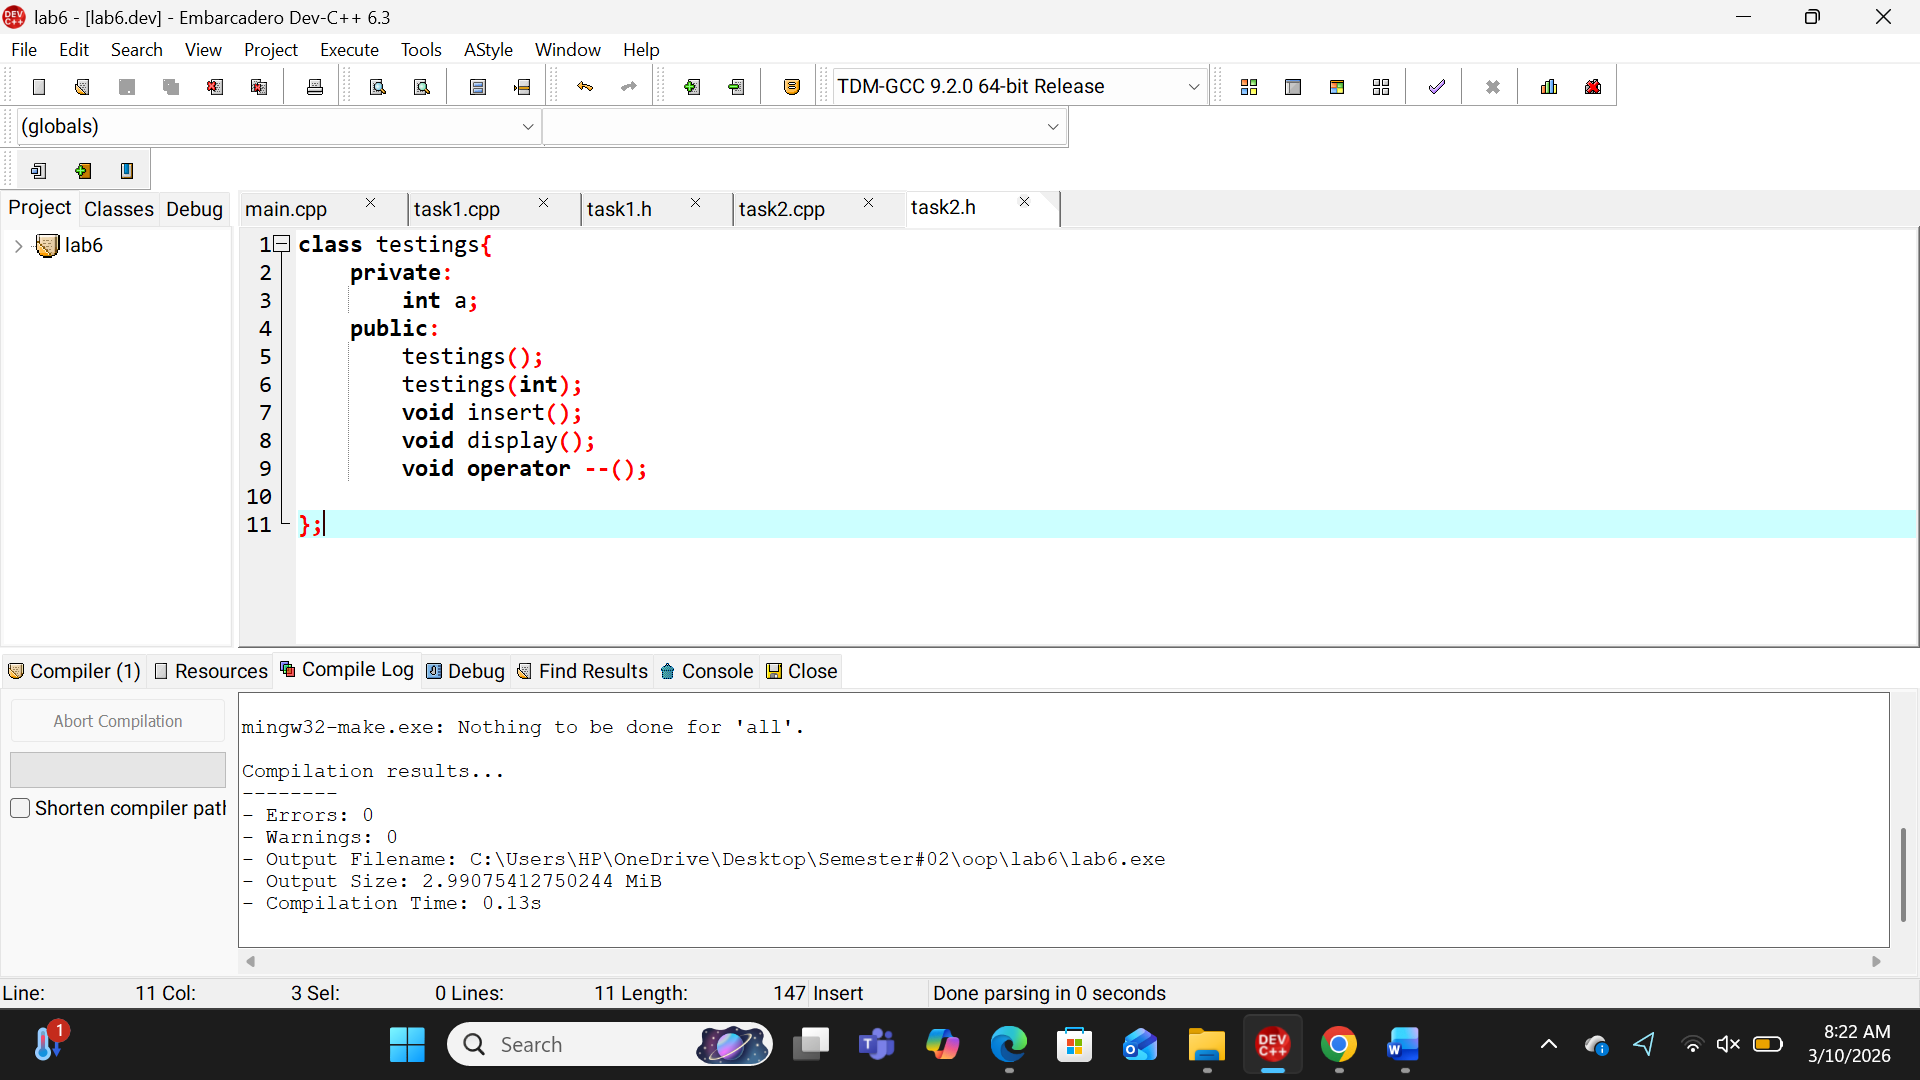 lab6 - [lab6.dev] - Embarcadero Dev-C++ 6.3
File Edit Search View Project Execute Tools AStyle Window Help
TDM-GCC 9.2.0 64-bit Release
(globals)
Project Classes Debug
main.cpp task1.cpp task1.h task2.cpp task2.h
lab6
1 class testings{
2 private:
3 int a;
4 public:
5 testings();
6 testings(int);
7 void insert();
8 void display();
9 void operator --();
10
11 };
Compiler (1) Resources Compile Log Debug Find Results Console Close
Abort Compilation
Shorten compiler path
mingw32-make.exe: Nothing to be done for 'all'.
Compilation results...
--------
- Errors: 0
- Warnings: 0
- Output Filename: C:\Users\HP\OneDrive\Desktop\Semester#02\oop\lab6\lab6.exe
- Output Size: 2.99075412750244 MiB
- Compilation Time: 0.13s
Line: 11 Col: 3 Sel: 0 Lines: 11 Length: 147 Insert Done parsing in 0 seconds
1
Search
DEV C++
8:22 AM
3/10/2026